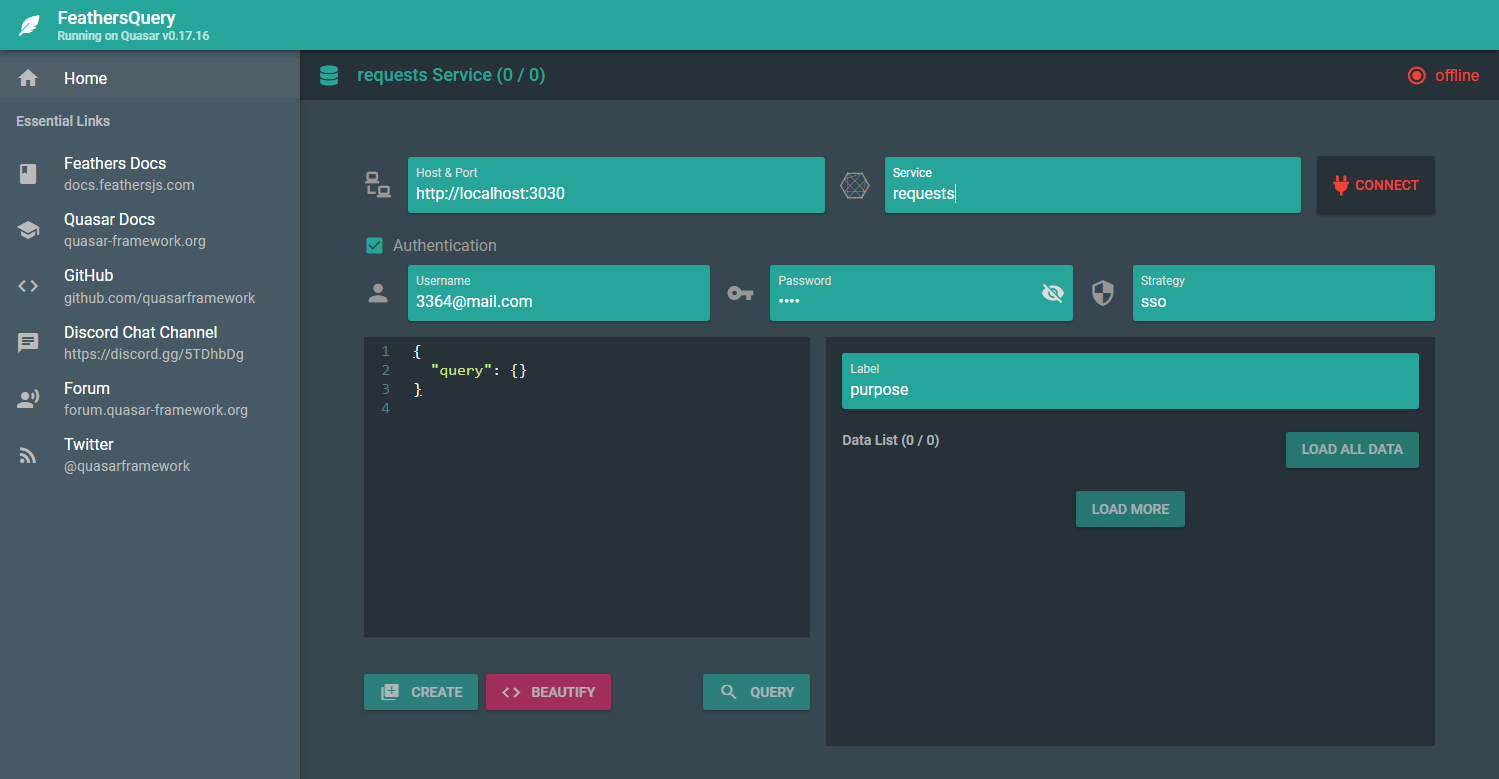 FeathersQuery
Running on Quasar v0.17.16
Home
Essential Links
Feathers Docs
docs.feathersjs.com
Quasar Docs
quasar-framework.org
GitHub
github.com/quasarframework
Discord Chat Channel
https://discord.gg/5TDhbDg
Forum
forum.quasar-framework.org
Twitter
@quasarframework
requests Service (0 / 0)
offline
Host & Port
http://localhost:3030
Service
requests
CONNECT
Authentication
Username
3364@mail.com
Password
••••
Strategy
sso
1 {
2 "query": {}
3 }
4
CREATE
BEAUTIFY
QUERY
Label
purpose
Data List (0 / 0)
LOAD ALL DATA
LOAD MORE